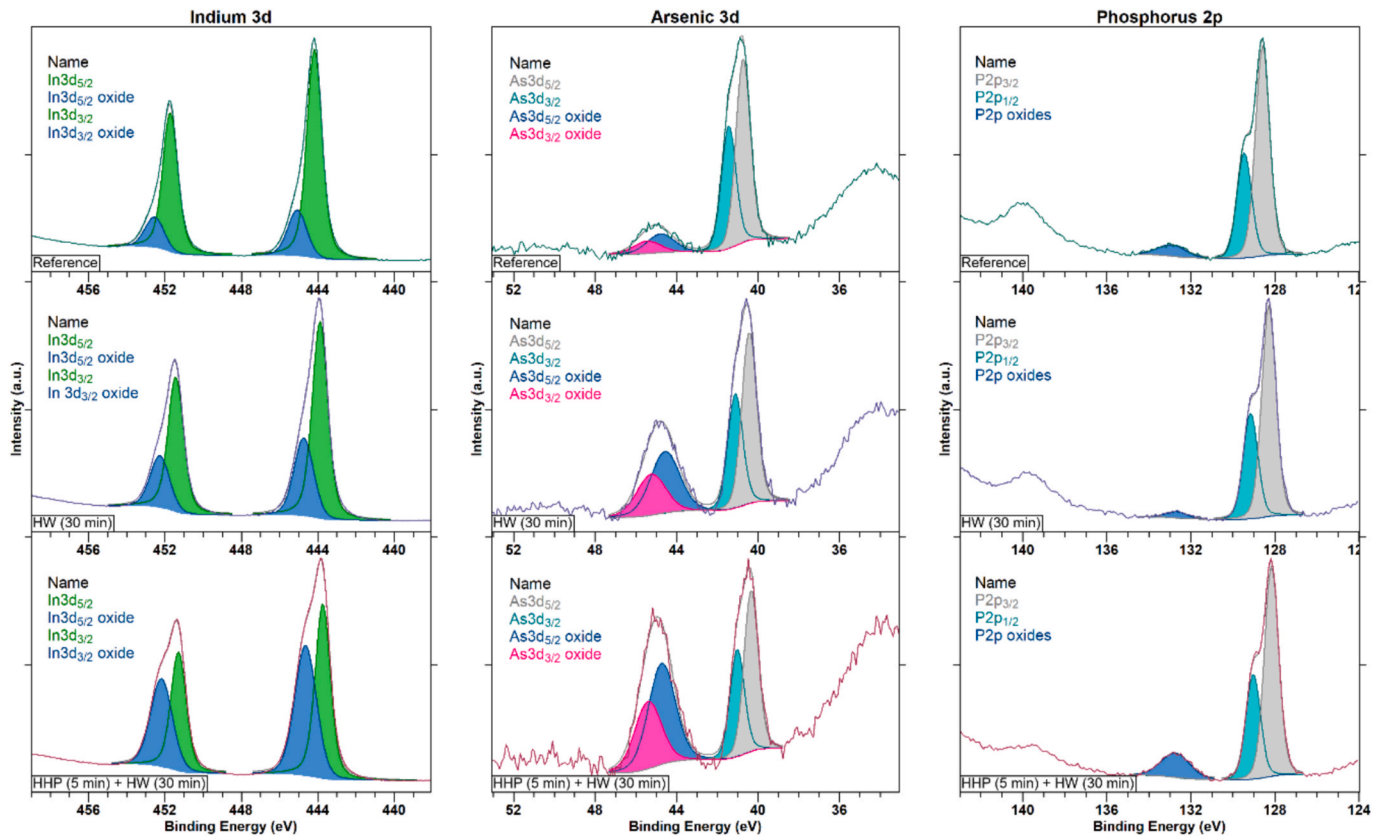 Indium 3d
Arsenic 3d
Phosphorus 2p
Intensity (a.u.)
Name
In3d5/2
In3d5/2 oxide
In3d3/2
In3d3/2 oxide
Reference
456 452 448 444 440
Intensity (a.u.)
Name
As3d5/2
As3d3/2
As3d5/2 oxide
As3d3/2 oxide
Reference
52 48 44 40 36
Intensity (a.u.)
Name
P2p3/2
P2p1/2
P2p oxides
Reference
140 136 132 128 12
Intensity (a.u.)
Name
In3d5/2
In3d5/2 oxide
In3d3/2
In 3d3/2 oxide
HW (30 min)
456 452 448 444 440
Intensity (a.u.)
Name
As3d5/2
As3d3/2
As3d5/2 oxide
As3d3/2 oxide
HW (30 min)
52 48 44 40 36
Intensity (a.u.)
Name
P2p3/2
P2p1/2
P2p oxides
HW (30 min)
140 136 132 128 12
Intensity (a.u.)
Name
In3d5/2
In3d5/2 oxide
In3d3/2
In3d3/2 oxide
HHP (5 min) + HW (30 min)
456 452 448 444 440
Binding Energy (eV)
Intensity (a.u.)
Name
As3d5/2
As3d3/2
As3d5/2 oxide
As3d3/2 oxide
HHP (5 min) + HW (30 min)
52 48 44 40 36
Binding Energy (eV)
Intensity (a.u.)
Name
P2p3/2
P2p1/2
P2p oxides
HHP (5 min) + HW (30 min)
140 136 132 128 124
Binding Energy (eV)